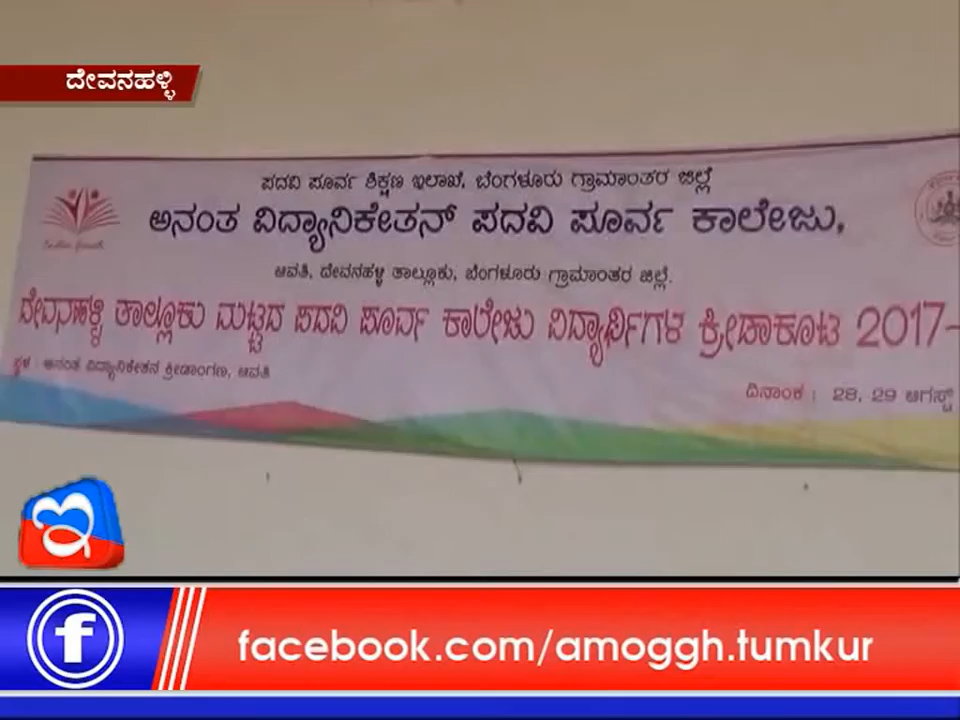 ದೇವನಹಳ್ಳಿ
ಪದವಿ ಪೂರ್ವ ಶಿಕ್ಷಣ ಇಲಾಖೆ, ಬೆಂಗಳೂರು ಗ್ರಾಮಾಂತರ ಜಿಲ್ಲೆ
ಅನಂತ ವಿದ್ಯಾನಿಕೇತನ್ ಪದವಿ ಪೂರ್ವ ಕಾಲೇಜು,
ಆವತಿ, ದೇವನಹಳ್ಳಿ ತಾಲ್ಲೂಕು, ಬೆಂಗಳೂರು ಗ್ರಾಮಾಂತರ ಜಿಲ್ಲೆ.
ದೇವನಹಳ್ಳಿ ತಾಲ್ಲೂಕು ಮಟ್ಟದ ಪದವಿ ಪೂರ್ವ ಕಾಲೇಜು ವಿದ್ಯಾರ್ಥಿಗಳ ಕ್ರೀಡಾಕೂಟ 2017-
ಸ್ಥಳ : ಅನಂತ ವಿದ್ಯಾನಿಕೇತನ ಕ್ರೀಡಾಂಗಣ, ಆವತಿ
ದಿನಾಂಕ : 28, 29 ಆಗಸ್ಟ್
ಇ
facebook.com/amoggh.tumkur